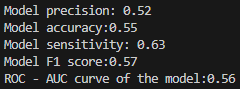 Model precision: 0.52
Model accuracy:0.55
Model sensitivity: 0.63
Model F1 score:0.57
ROC - AUC curve of the model:0.56